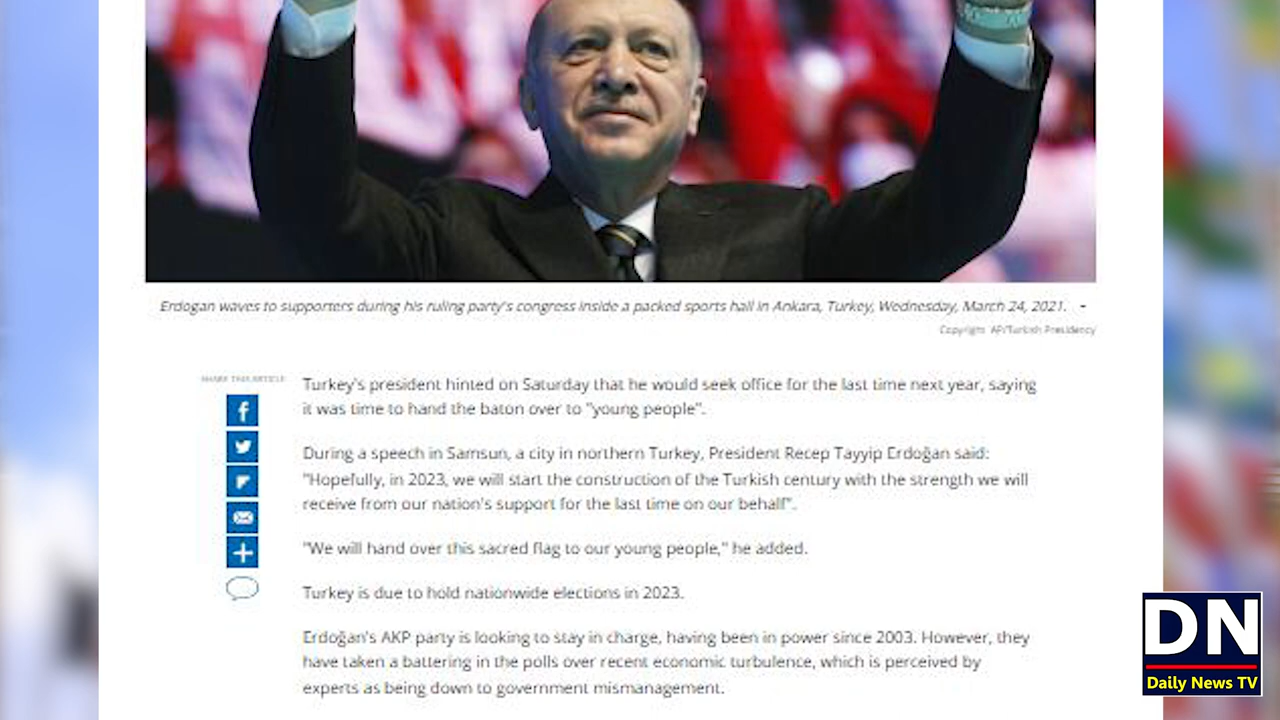 Erdogan waves to supporters during his ruling party's congress inside a packed sports hall in Ankara, Turkey, Wednesday, March 24, 2021. -
Copyright AP/Turkish Presidency
SHARE THIS ARTICLE
Turkey's president hinted on Saturday that he would seek office for the last time next year, saying
it was time to hand the baton over to "young people".
During a speech in Samsun, a city in northern Turkey, President Recep Tayyip Erdoğan said:
"Hopefully, in 2023, we will start the construction of the Turkish century with the strength we will
receive from our nation's support for the last time on our behalf".
"We will hand over this sacred flag to our young people," he added.
Turkey is due to hold nationwide elections in 2023.
Erdoğan's AKP party is looking to stay in charge, having been in power since 2003. However, they
have taken a battering in the polls over recent economic turbulence, which is perceived by
experts as being down to government mismanagement.
DN
Daily News TV